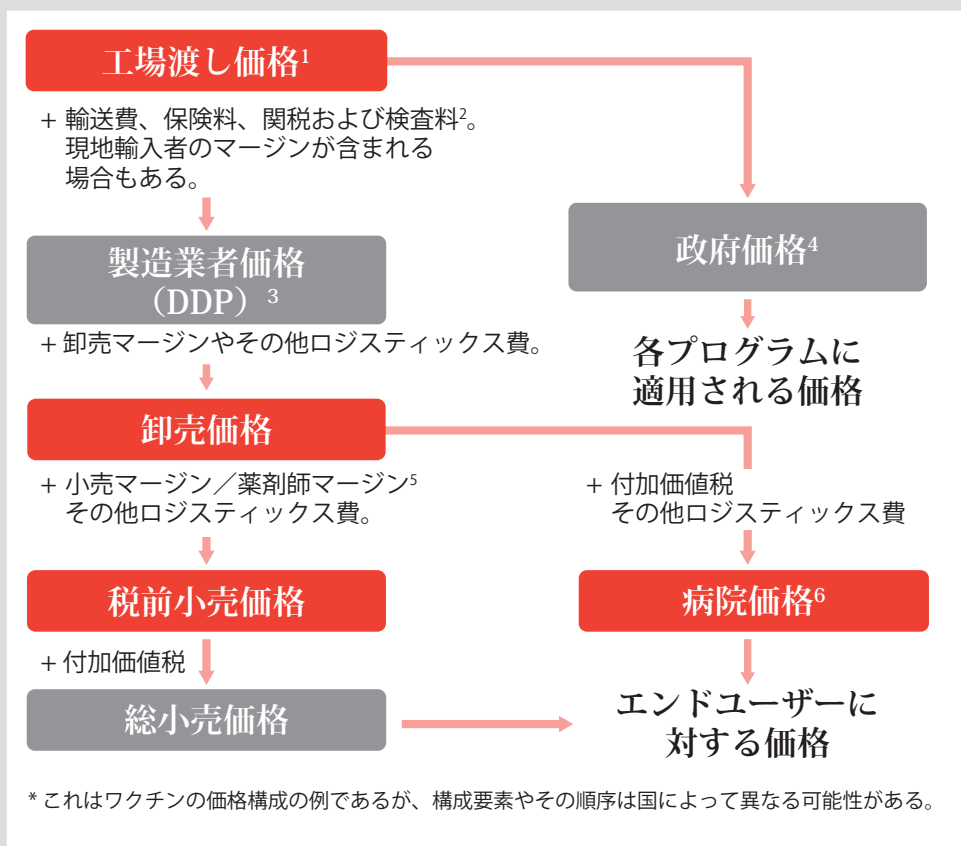 工場渡し価格1
+ 輸送費、保険料、関税および検査料2。
現地輸入者のマージンが含まれる
場合もある。
製造業者価格
（DDP）3
+ 卸売マージンやその他ロジスティックス費。
政府価格4
各プログラムに
適用される価格
卸売価格
+ 小売マージン／薬剤師マージン5
その他ロジスティックス費。
+ 付加価値税
その他ロジスティックス費
税前小売価格
病院価格6
+ 付加価値税
総小売価格
エンドユーザーに
対する価格
* これはワクチンの価格構成の例であるが、構成要素やその順序は国によって異なる可能性がある。